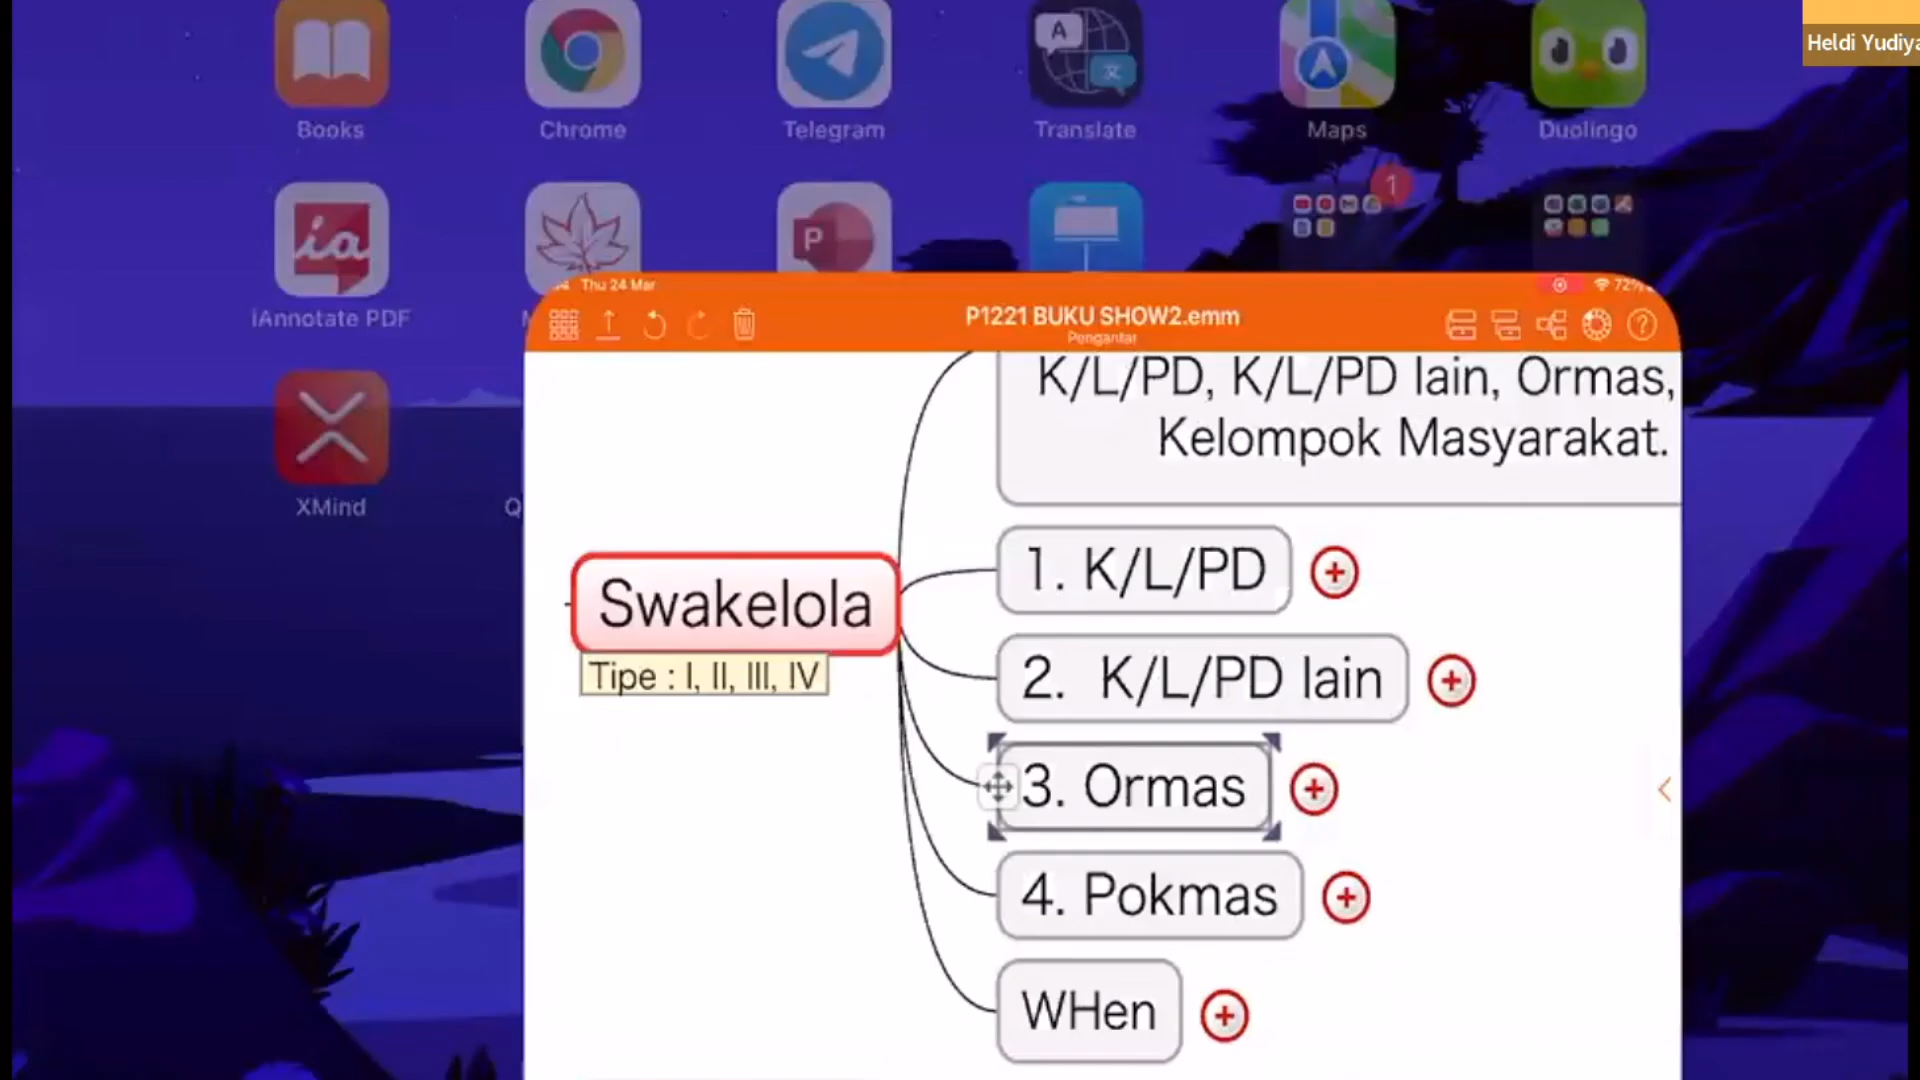 Heldi Yudiya
Books
Chrome
Telegram
Translate
Maps
Duolingo
1
iAnnotate PDF
XMind
Q
Thu 24 Mar
72%
P1221 BUKU SHOW2.emm
Pengantar
K/L/PD, K/L/PD lain, Ormas,
Kelompok Masyarakat.
Swakelola
Tipe : I, II, III, IV
1. K/L/PD
2. K/L/PD lain
3. Ormas
4. Pokmas
WHen